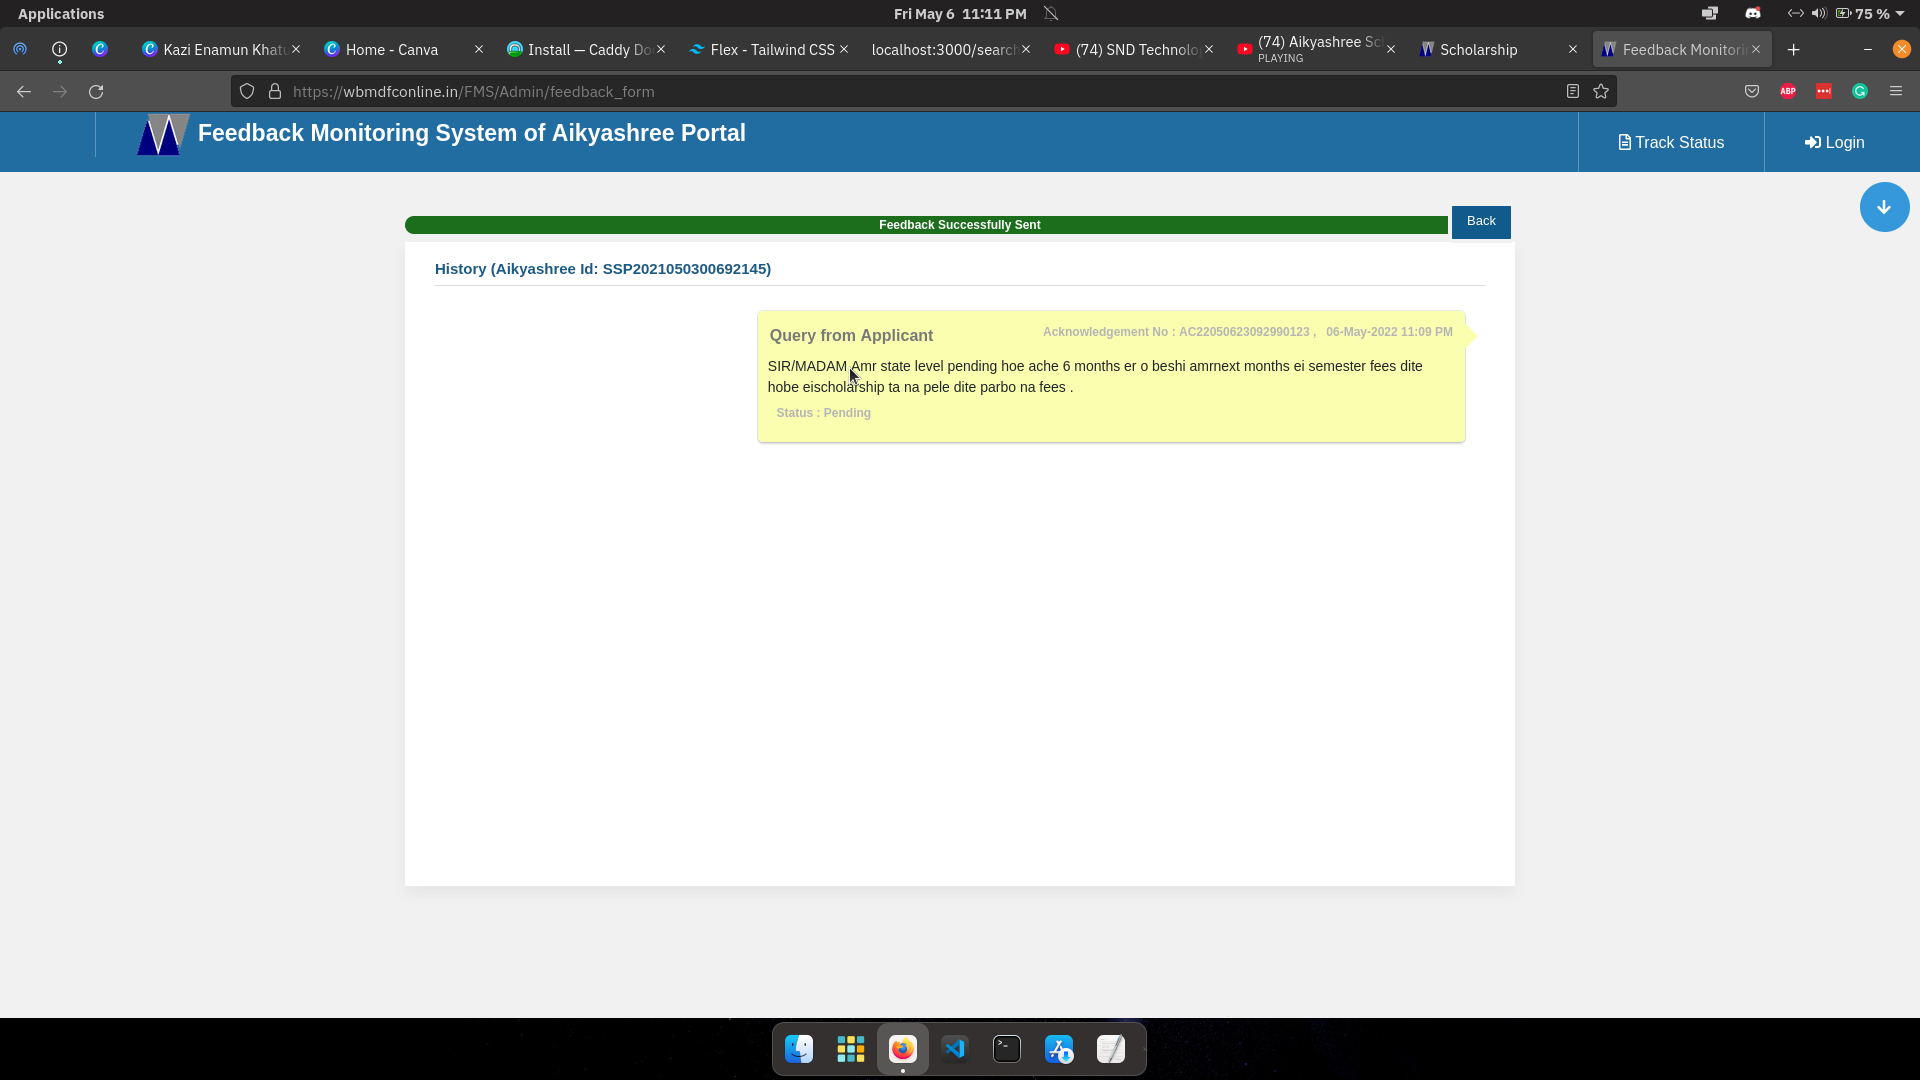 Applications
Fri May 6 11:11 PM
75 %
Kazi Enamun Khatu
Home - Canva
Install — Caddy Do
Flex - Tailwind CSS
localhost:3000/search
(74) SND Technolo
(74) Aikyashree Sch
PLAYING
Scholarship
Feedback Monitorin
https://wbmdfconline.in/FMS/Admin/feedback_form
ABP
Feedback Monitoring System of Aikyashree Portal
Track Status
Login
Feedback Successfully Sent
Back
History (Aikyashree Id: SSP2021050300692145)
Query from Applicant
Acknowledgement No : AC22050623092990123 , 06-May-2022 11:09 PM
SIR/MADAM Amr state level pending hoe ache 6 months er o beshi amrnext months ei semester fees dite
hobe eischolarship ta na pele dite parbo na fees .
Status : Pending